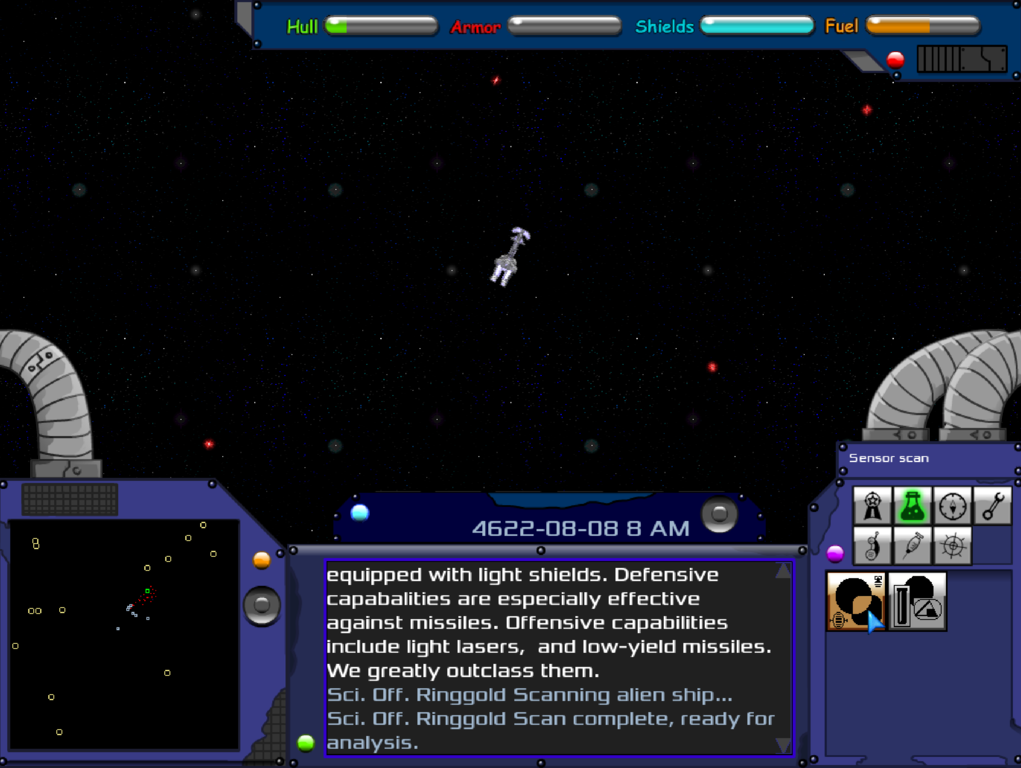 Hull Armor Shields Fuel
Sensor scan
4622-08-08 8 AM
equipped with light shields. Defensive
capabalities are especially effective
against missiles. Offensive capabilities
include light lasers, and low-yield missiles.
We greatly outclass them.
Sci. Off. Ringgold Scanning alien ship...
Sci. Off. Ringgold Scan complete, ready for
analysis.